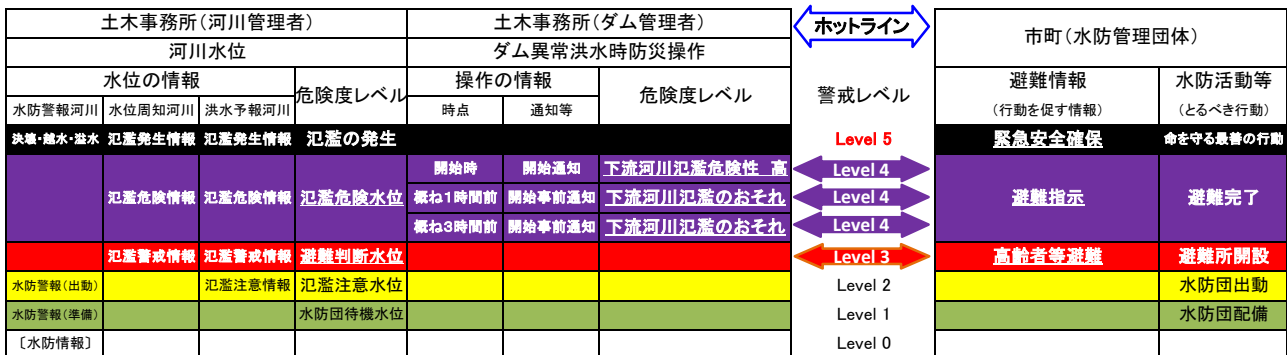 土木事務所(河川管理者) 土木事務所(ダム管理者) ホットライン 市町(水防管理団体)
河川水位 ダム異常洪水時防災操作
水位の情報 危険度レベル 操作の情報 危険度レベル 警戒レベル 避難情報 水防活動等
水防警報河川 水位周知河川 洪水予報河川 時点 通知等 (行動を促す情報) (とるべき行動)
決壊・越水・溢水 氾濫発生情報 氾濫発生情報 氾濫の発生 Level 5 緊急安全確保 命を守る最善の行動
開始時 開始通知 下流河川氾濫危険性 高 Level 4
氾濫危険情報 氾濫危険情報 氾濫危険水位 概ね1時間前 開始事前通知 下流河川氾濫のおそれ Level 4 避難指示 避難完了
概ね3時間前 開始事前通知 下流河川氾濫のおそれ Level 4
氾濫警戒情報 氾濫警戒情報 避難判断水位 Level 3 高齢者等避難 避難所開設
水防警報(出動) 氾濫注意情報 氾濫注意水位 Level 2 水防団出動
水防警報(準備) 水防団待機水位 Level 1 水防団配備
〔水防情報〕 Level 0